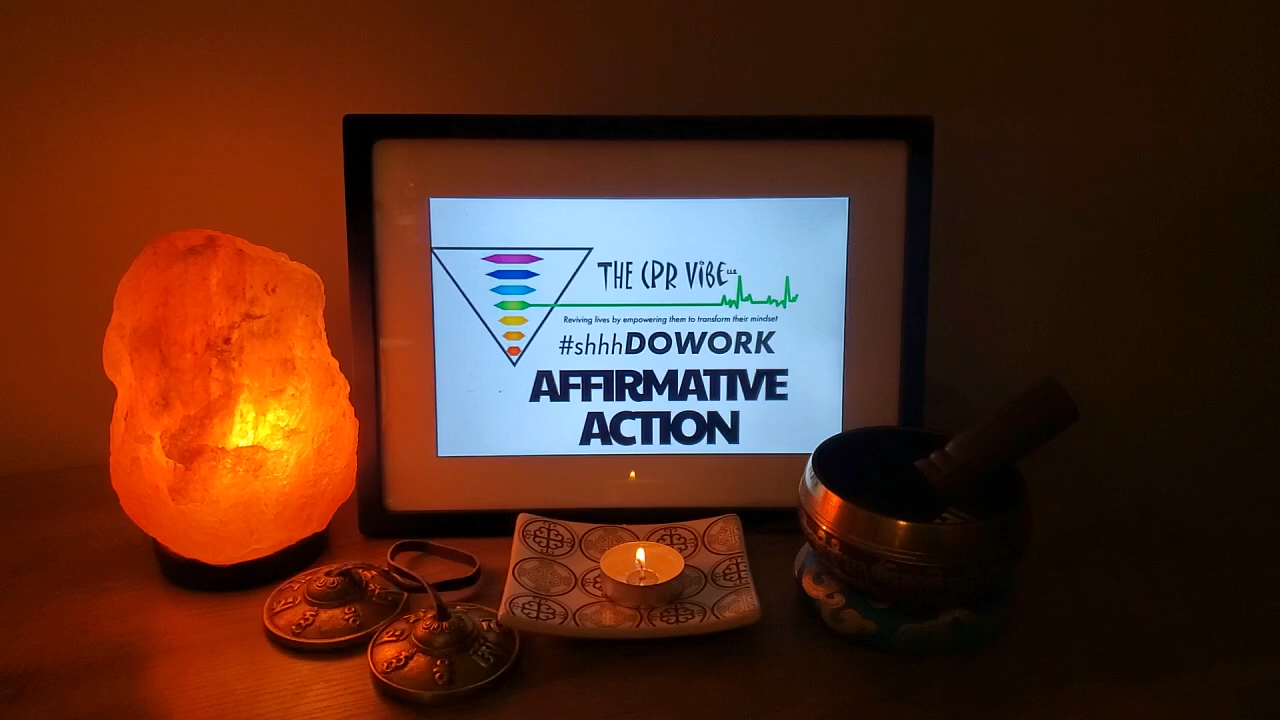 THE CPR ViBE LLC
Reviving lives by empowering them to transform their mindset
#shhhDOWORK
AFFIRMATIVE
ACTION